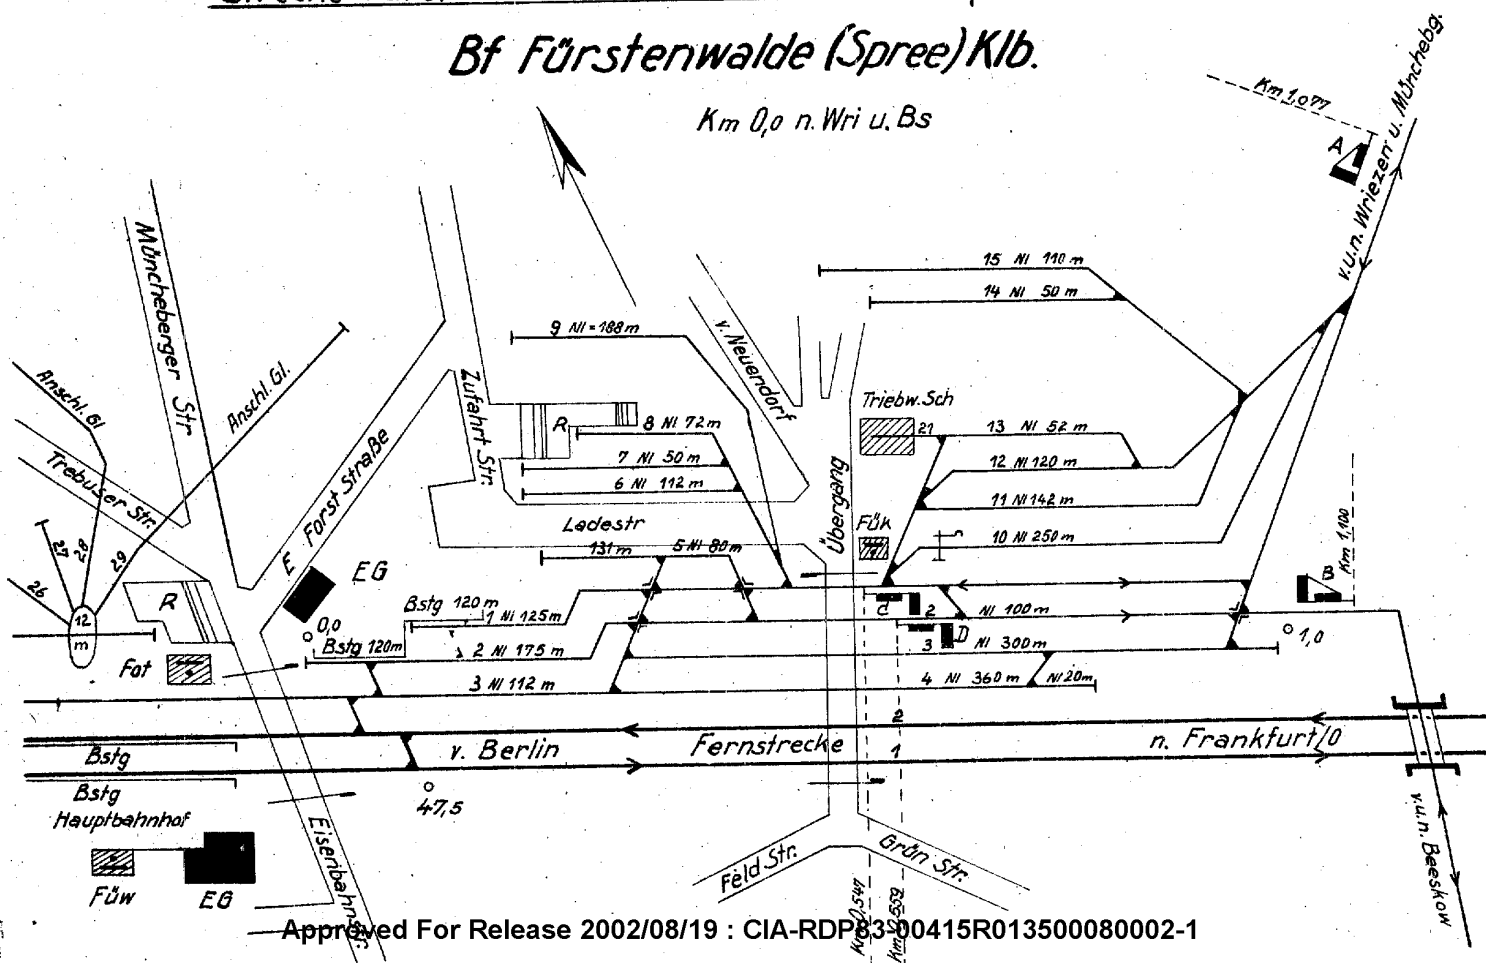 Bf Fürstenwalde (Spree) Klb.
Km 0,0 n. Wri u. Bs
Km 1,077
A
v.u.n. Wriezen u. Müncheberg.
15 Nl 110 m
14 Nl 50 m
9 Nl = 188 m
v. Neuendorf
Müncheberger Str
Anschl. Gl
Anschl. Gl.
Zufahrt Str.
R
8 Nl 72 m
7 Nl 50 m
6 Nl 112 m
Triebw. Sch
21
13 Nl 52 m
12 Nl 120 m
11 Nl 142 m
10 Nl 250 m
Trebuser Str.
Forst Straße
Ladestr
Übergang
Fük
131 m
5 Nl 80 m
Km 1,100
27
28
29
26
12
m
R
E
EG
0,0
Bstg 120 m
1 Nl 125 m
Bstg 120 m
2 Nl 175 m
3 Nl 112 m
C
2 Nl 100 m
D
3 Nl 300 m
4 Nl 360 m
Nl 20 m
B
1,0
Fot
2
1
Bstg
v. Berlin
Fernstrecke
n. Frankfurt/O
Bstg
Hauptbahnhof
47,5
Füw
EG
Eisenbahnstr.
Feld Str.
Grün Str.
v.u.n. Beeskow
Km 0,547
Km 0,559
Approved For Release 2002/08/19 : CIA-RDP83-00415R013500080002-1